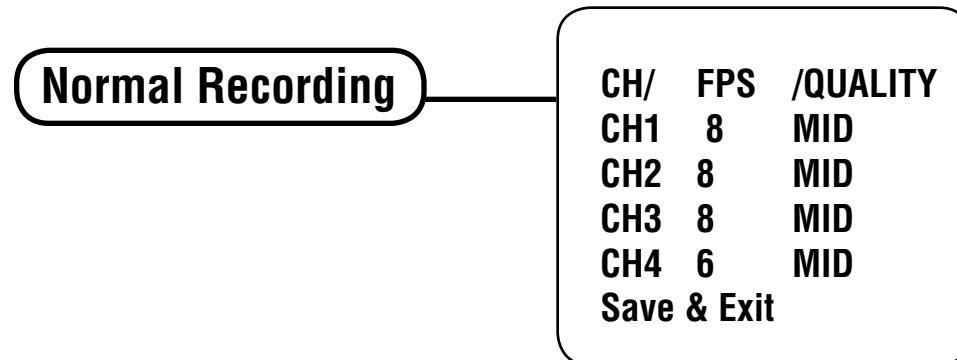 Normal Recording
CH/ FPS /QUALITY
CH1 8 MID
CH2 8 MID
CH3 8 MID
CH4 6 MID
Save & Exit